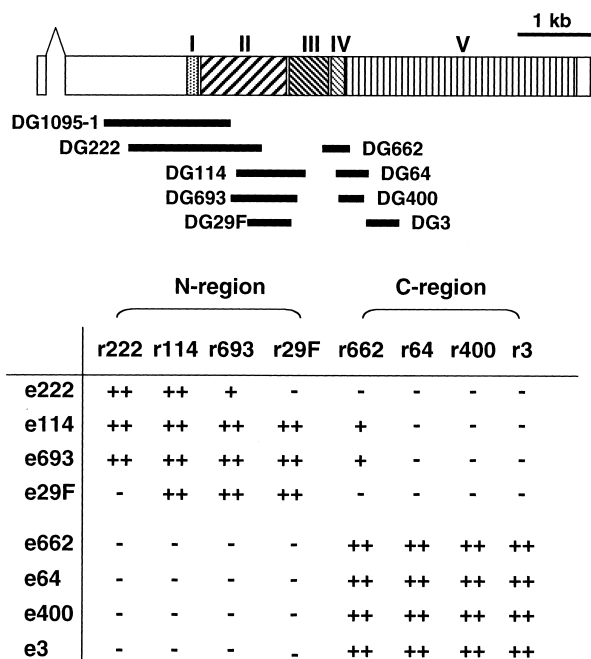 1 kb
I II III IV V
DG1095-1
DG222 DG662
DG114 DG64
DG693 DG400
DG29F DG3
N-region C-region
r222 r114 r693 r29F r662 r64 r400 r3
e222 ++ ++ + - - - - -
e114 ++ ++ ++ ++ + - - -
e693 ++ ++ ++ ++ + - - -
e29F - ++ ++ ++ - - - -
e662 - - - - ++ ++ ++ ++
e64 - - - - ++ ++ ++ ++
e400 - - - - ++ ++ ++ ++
e3 - - - - ++ ++ ++ ++